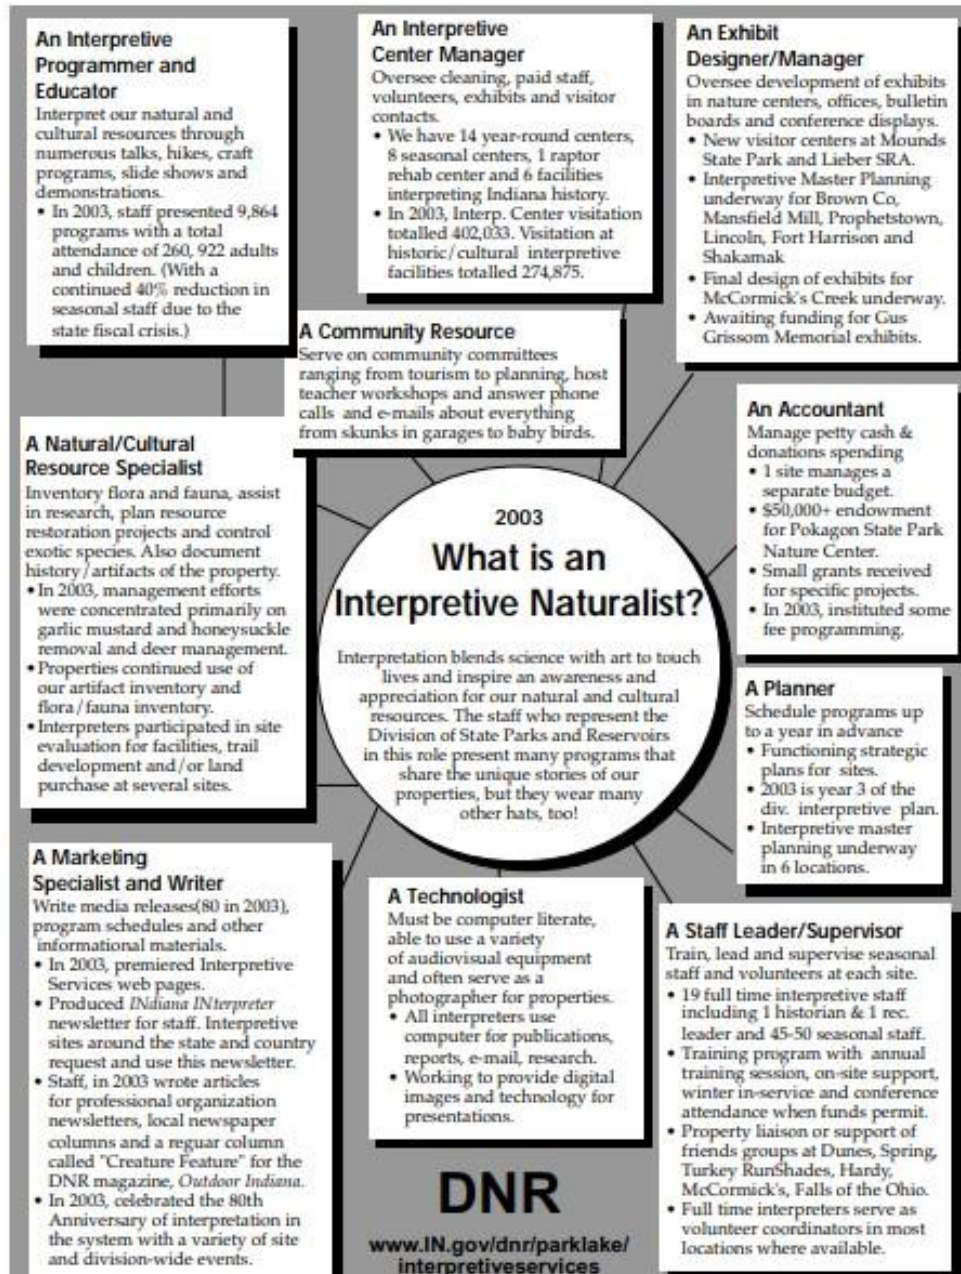 An Interpretive
Programmer and
Educator
Interpret our natural and
cultural resources through
numerous talks, hikes, craft
programs, slide shows and
demonstrations.
• In 2003, staff presented 9,864
programs with a total
attendance of 260, 922 adults
and children. (With a
continued 40% reduction in
seasonal staff due to the
state fiscal crisis.)
An Interpretive
Center Manager
Oversee cleaning, paid staff,
volunteers, exhibits and visitor
contacts.
• We have 14 year-round centers,
8 seasonal centers, 1 raptor
rehab center and 6 facilities
interpreting Indiana history.
• In 2003, Interp. Center visitation
totalled 402,033. Visitation at
historic/cultural interpretive
facilities totalled 274,875.
An Exhibit
Designer/Manager
Oversee development of exhibits
in nature centers, offices, bulletin
boards and conference displays.
• New visitor centers at Mounds
State Park and Lieber SRA.
• Interpretive Master Planning
underway for Brown Co,
Mansfield Mill, Prophetstown,
Lincoln, Fort Harrison and
Shakamak
• Final design of exhibits for
McCormick's Creek underway.
• Awaiting funding for Gus
Grissom Memorial exhibits.
A Community Resource
Serve on community committees
ranging from tourism to planning, host
teacher workshops and answer phone
calls and e-mails about everything
from skunks in garages to baby birds.
An Accountant
Manage petty cash &
donations spending
• 1 site manages a
separate budget.
• $50,000+ endowment
for Pokagon State Park
Nature Center.
• Small grants received
for specific projects.
• In 2003, instituted some
fee programming.
A Natural/Cultural
Resource Specialist
Inventory flora and fauna, assist
in research, plan resource
restoration projects and control
exotic species. Also document
history/artifacts of the property.
• In 2003, management efforts
were concentrated primarily on
garlic mustard and honeysuckle
removal and deer management.
• Properties continued use of
our artifact inventory and
flora/fauna inventory.
• Interpreters participated in site
evaluation for facilities, trail
development and/or land
purchase at several sites.
2003
What is an
Interpretive Naturalist?
Interpretation blends science with art to touch
lives and inspire an awareness and
appreciation for our natural and cultural
resources. The staff who represent the
Division of State Parks and Reservoirs
in this role present many programs that
share the unique stories of our
properties, but they wear many
other hats, too!
A Planner
Schedule programs up
to a year in advance
• Functioning strategic
plans for sites.
• 2003 is year 3 of the
div. interpretive plan.
• Interpretive master
planning underway
in 6 locations.
A Marketing
Specialist and Writer
Write media releases(80 in 2003),
program schedules and other
informational materials.
• In 2003, premiered Interpretive
Services web pages.
• Produced INdiana INterpreter
newsletter for staff. Interpretive
sites around the state and country
request and use this newsletter.
• Staff, in 2003 wrote articles
for professional organization
newsletters, local newspaper
columns and a reguar column
called "Creature Feature" for the
DNR magazine, Outdoor Indiana.
• In 2003, celebrated the 80th
Anniversary of interpretation in
the system with a variety of site
and division-wide events.
A Technologist
Must be computer literate,
able to use a variety
of audiovisual equipment
and often serve as a
photographer for properties.
• All interpreters use
computer for publications,
reports, e-mail, research.
• Working to provide digital
images and technology for
presentations.
A Staff Leader/Supervisor
Train, lead and supervise seasonal
staff and volunteers at each site.
• 19 full time interpretive staff
including 1 historian & 1 rec.
leader and 45-50 seasonal staff.
• Training program with annual
training session, on-site support,
winter in-service and conference
attendance when funds permit.
• Property liaison or support of
friends groups at Dunes, Spring,
Turkey RunShades, Hardy,
McCormick's, Falls of the Ohio.
• Full time interpreters serve as
volunteer coordinators in most
locations where available.
DNR
www.IN.gov/dnr/parklake/
interpretiveservices